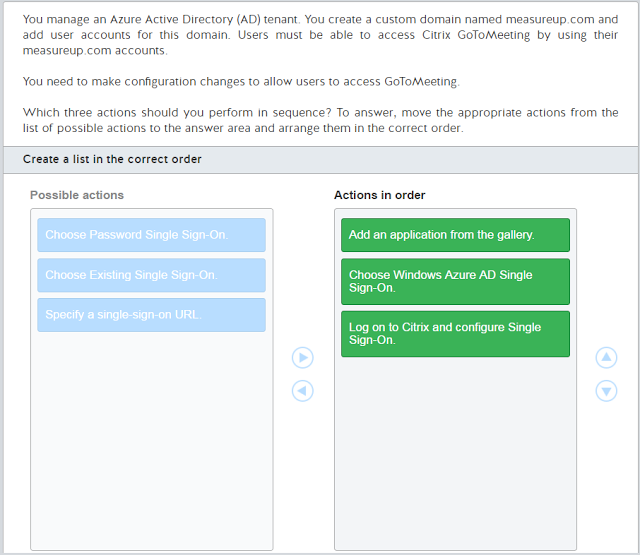 You manage an Azure Active Directory (AD) tenant. You create a custom domain named measureup.com and
add user accounts for this domain. Users must be able to access Citrix GoToMeeting by using their
measureup.com accounts.
You need to make configuration changes to allow users to access GoToMeeting.
Which three actions should you perform in sequence? To answer, move the appropriate actions from the
list of possible actions to the answer area and arrange them in the correct order.
Create a list in the correct order
Possible actions
Choose Password Single Sign-On.
Choose Existing Single Sign-On.
Specify a single-sign-on URL.
Actions in order
Add an application from the gallery.
Choose Windows Azure AD Single
Sign-On.
Log on to Citrix and configure Single
Sign-On.